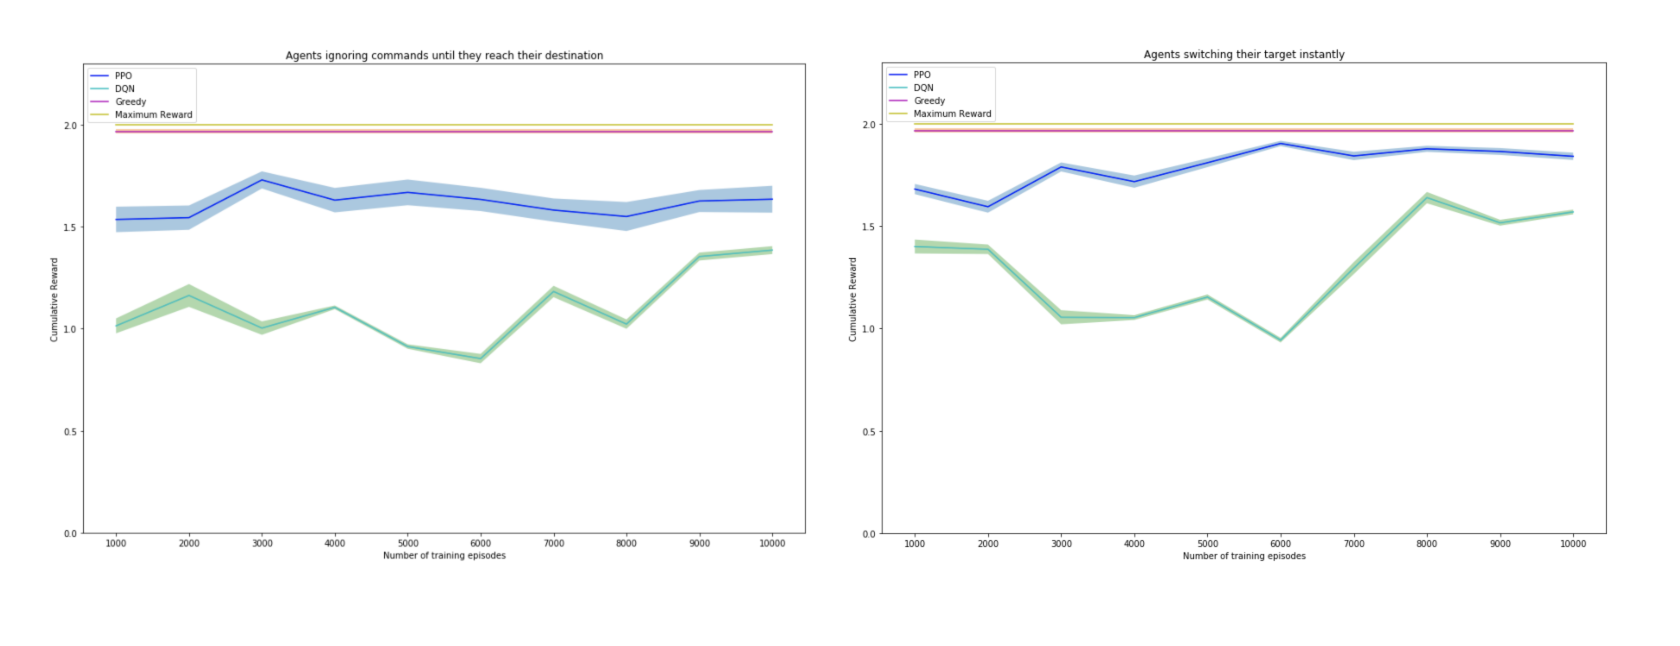 Agents ignoring commands until they reach their destination
PPO
DQN
Greedy
Maximum Reward
2.0
1.5
1.0
0.5
0.0
Cumulative Reward
1000 2000 3000 4000 5000 6000 7000 8000 9000 10000
Number of training episodes
Agents switching their target instantly
PPO
DQN
Greedy
Maximum Reward
2.0
1.5
1.0
0.5
0.0
Cumulative Reward
1000 2000 3000 4000 5000 6000 7000 8000 9000 10000
Number of training episodes